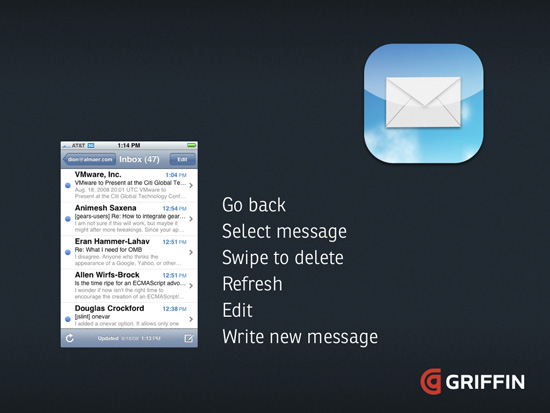 AT&T
1:14 PM
dion@almaer.com
Inbox (47)
Edit
VMware, Inc. 1:04 PM
VMware to Present at the Citi Global Te...
Aug. 18, 2008 20:01 UTC VMware to
Present at the Citi Global Technology Conf...
Animesh Saxena 12:54 PM
[gears-users] Re: How to integrate gear...
I am not sure if this will work, but maybe it
might after more tweakings. Since your ap...
Eran Hammer-Lahav 12:51 PM
Re: What I need for OMB
I disagree. Anyone who thinks the
appearance of a Google, Yahoo, or other...
Allen Wirfs-Brock 12:51 PM
Is the time ripe for an ECMAScript advo...
I wonder if now isn't the right time to
encourage the creation of an ECMAScript/...
Douglas Crockford 12:38 PM
[jslint] onevar
I added a onevar option. It allows only one
Updated 1:13 PM
Go back
Select message
Swipe to delete
Refresh
Edit
Write new message
GRIFFIN